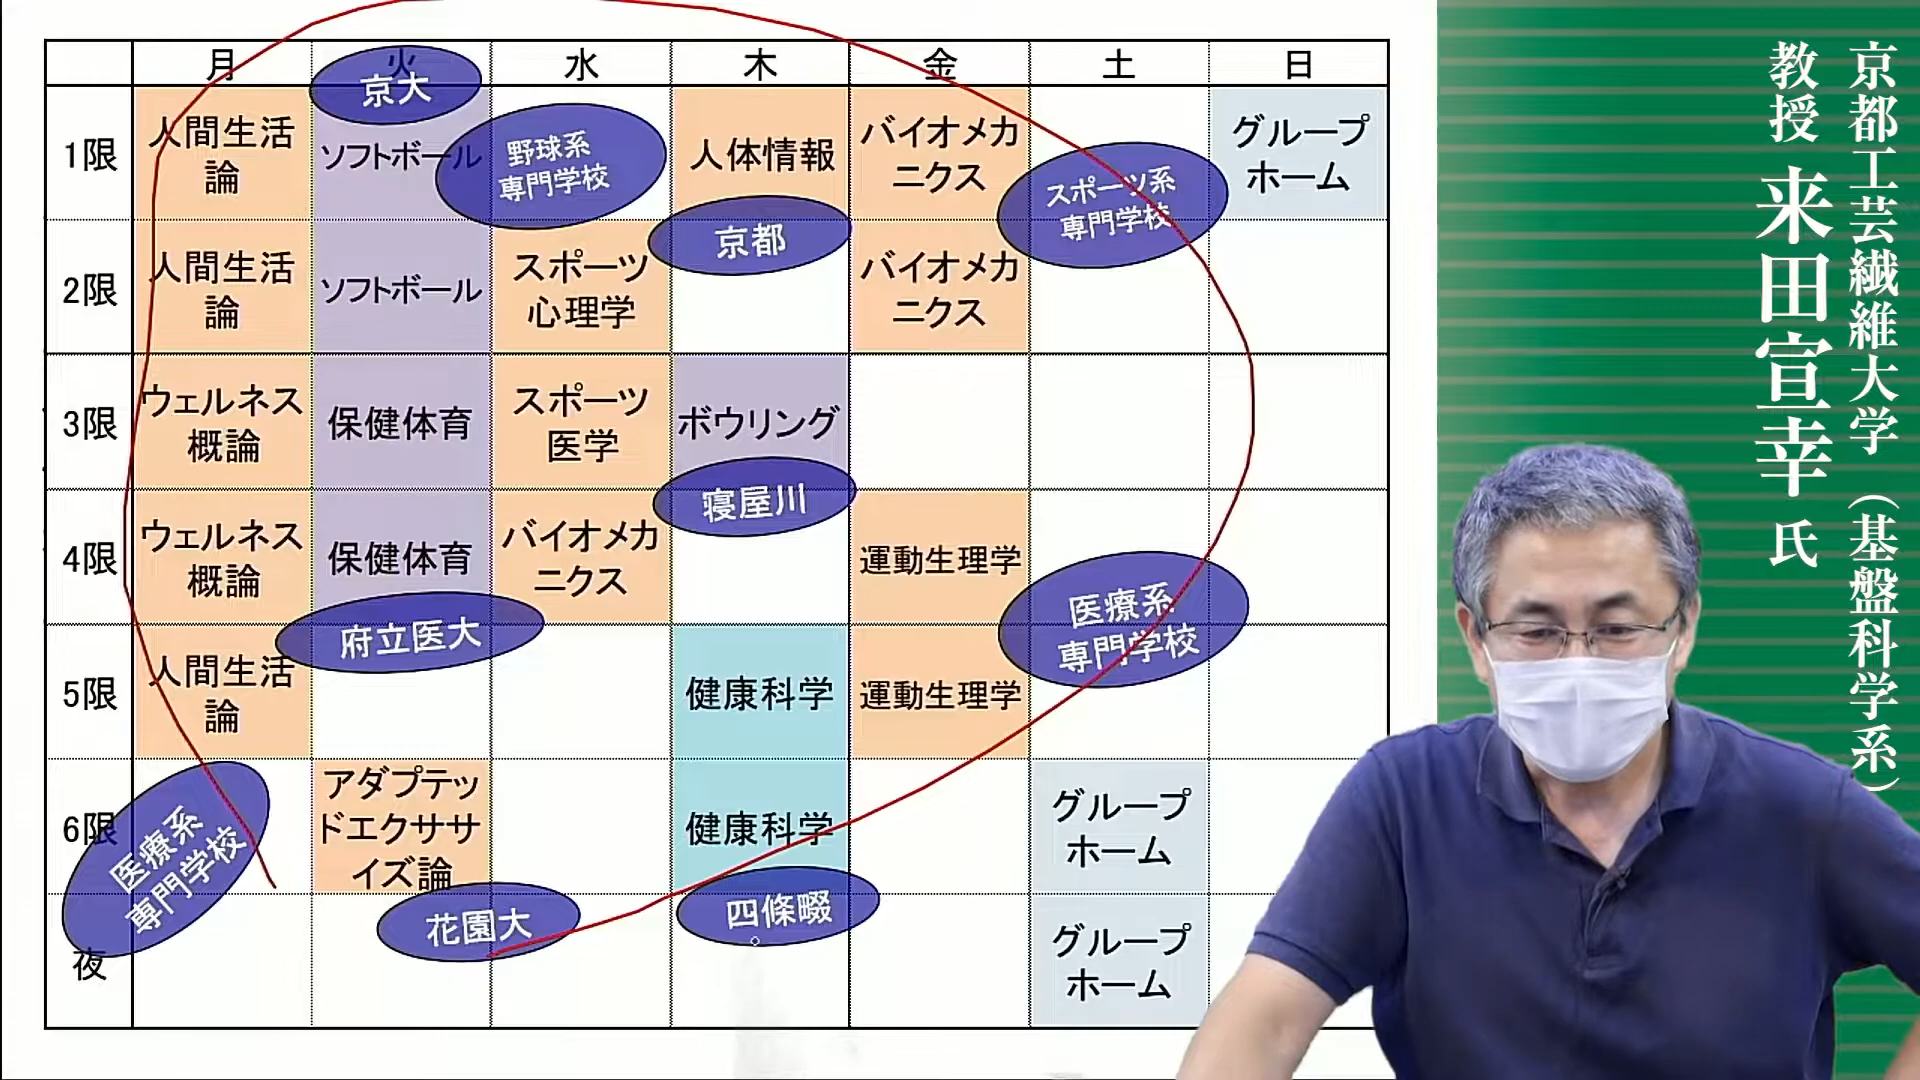 月 火 水 木 金 土 日
京大
1限
人間生活
論
ソフトボール
野球系
専門学校
人体情報
バイオメカ
ニクス
スポーツ系
専門学校
グループ
ホーム
2限
人間生活
論
ソフトボール
スポーツ
心理学
京都
バイオメカ
ニクス
3限
ウェルネス
概論
保健体育
スポーツ
医学
ボウリング
寝屋川
4限
ウェルネス
概論
保健体育
バイオメカ
ニクス
運動生理学
府立医大
医療系
専門学校
5限
人間生活
論
健康科学
運動生理学
6限
医療系
専門学校
アダプテッ
ドエクササ
イズ論
健康科学
グループ
ホーム
花園大
四條畷
夜
グループ
ホーム
京都工芸繊維大学（基盤科学系）
教授 来田宣幸 氏